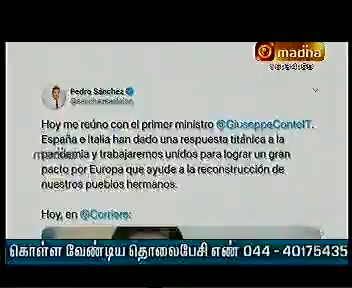 madha
Pedro Sánchez
@sanchezcastejon
Hoy me reúno con el primer ministro @GiuseppeConteIT.
España e Italia han dado una respuesta titánica a la
pandemia y trabajaremos unidos para lograr un gran
pacto por Europa que ayude a la reconstrucción de
nuestros pueblos hermanos.
Hoy, en @Corriere:
கொள்ள வேண்டிய தொலைபேசி எண் 044 - 40175435